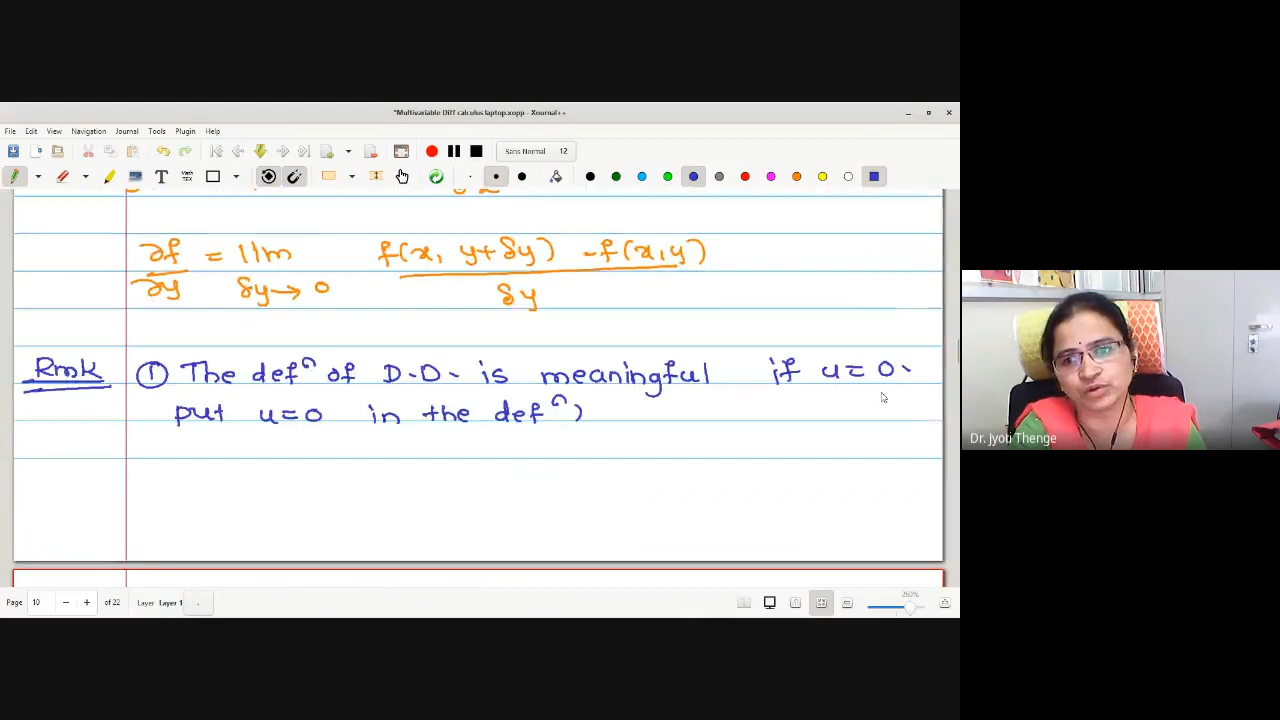 *Multivariable Diff calculus laptop.xopp - Xournal++
File Edit View Navigation Journal Tools Plugin Help
Sans Normal 12
∂f/∂y = lim δy→0 f(x, y+δy) - f(x,y) / δy
Rmk ① The defⁿ of D.D. is meaningful if u = 0.
put u=0 in the defⁿ,
Dr. Jyoti Thenge
Page 10 of 22 Layer Layer 1 260%